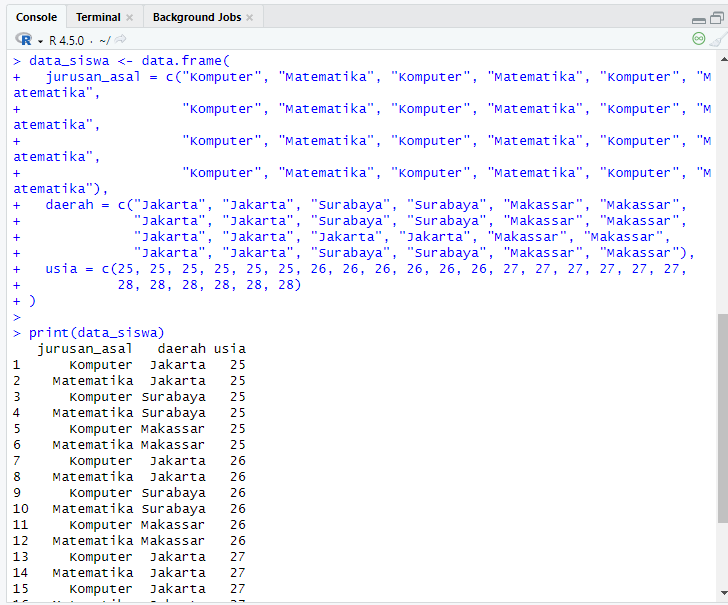 Console Terminal × Background Jobs ×
R 4.5.0 · ~/
> data_siswa <- data.frame(
+   jurusan_asal = c("Komputer", "Matematika", "Komputer", "Matematika", "Komputer", "M
atematika",
+                    "Komputer", "Matematika", "Komputer", "Matematika", "Komputer", "M
atematika",
+                    "Komputer", "Matematika", "Komputer", "Matematika", "Komputer", "M
atematika",
+                    "Komputer", "Matematika", "Komputer", "Matematika", "Komputer", "M
atematika"),
+   daerah = c("Jakarta", "Jakarta", "Surabaya", "Surabaya", "Makassar", "Makassar",
+              "Jakarta", "Jakarta", "Surabaya", "Surabaya", "Makassar", "Makassar",
+              "Jakarta", "Jakarta", "Jakarta", "Jakarta", "Makassar", "Makassar",
+              "Jakarta", "Jakarta", "Surabaya", "Surabaya", "Makassar", "Makassar"),
+   usia = c(25, 25, 25, 25, 25, 25, 26, 26, 26, 26, 26, 26, 27, 27, 27, 27, 27, 27,
+            28, 28, 28, 28, 28, 28)
+ )
>
> print(data_siswa)
   jurusan_asal   daerah usia
1      Komputer  Jakarta   25
2    Matematika  Jakarta   25
3      Komputer Surabaya   25
4    Matematika Surabaya   25
5      Komputer Makassar   25
6    Matematika Makassar   25
7      Komputer  Jakarta   26
8    Matematika  Jakarta   26
9      Komputer Surabaya   26
10   Matematika Surabaya   26
11     Komputer Makassar   26
12   Matematika Makassar   26
13     Komputer  Jakarta   27
14   Matematika  Jakarta   27
15     Komputer  Jakarta   27
16   Matematika  Jakarta   27